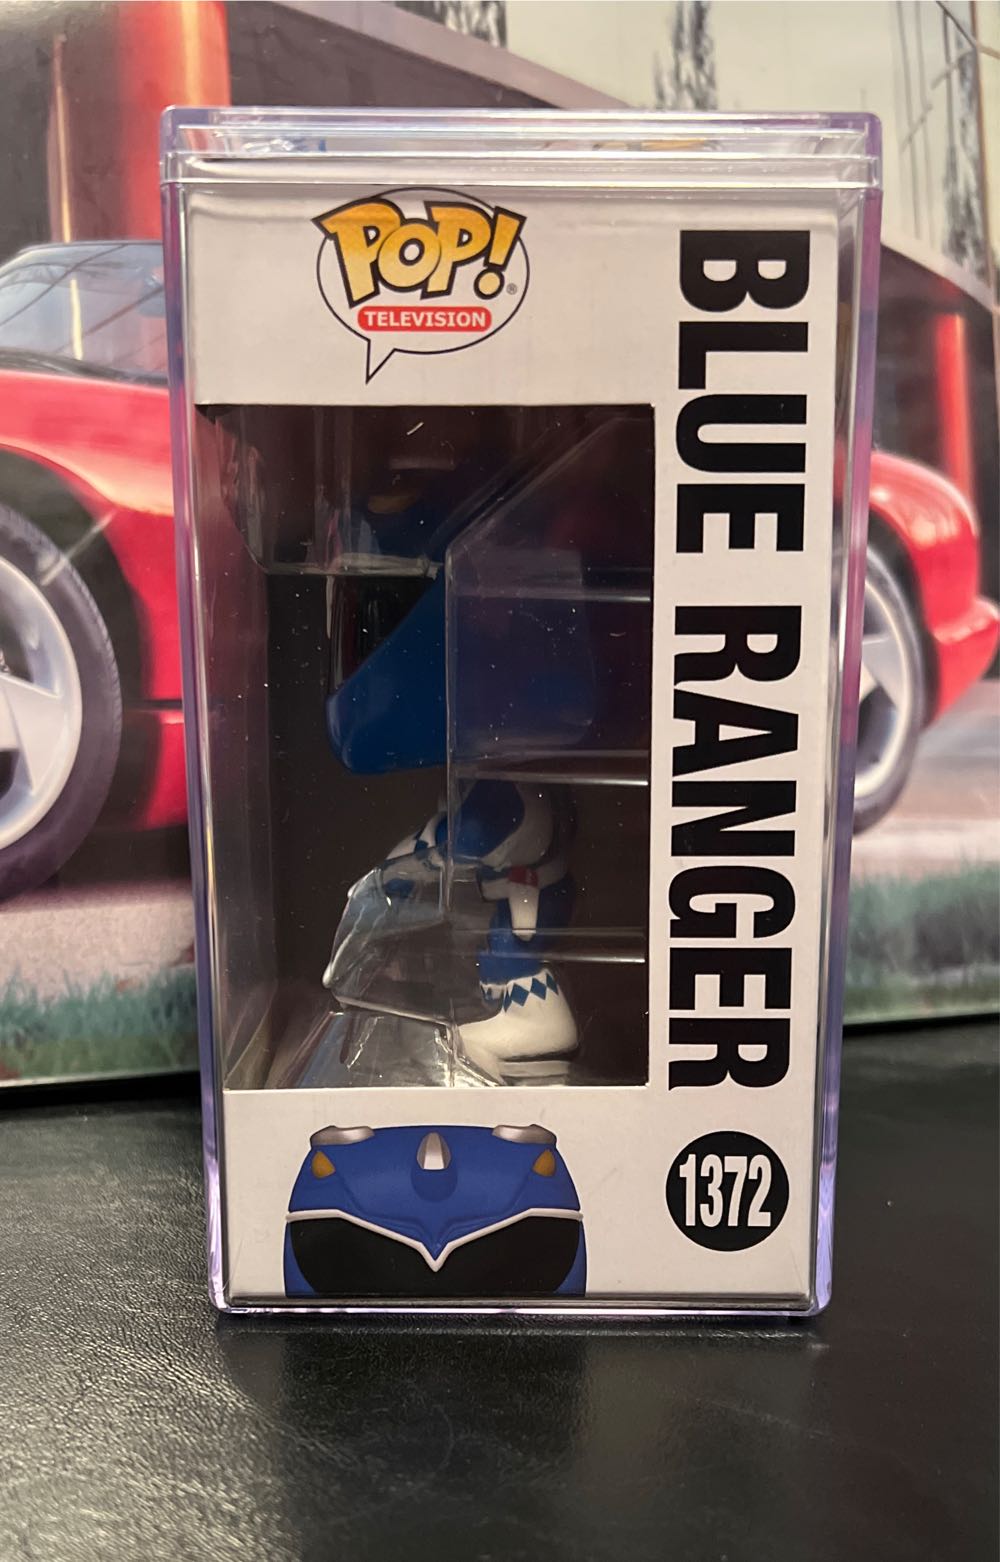 POP!
®
TELEVISION
BLUE RANGER
1372